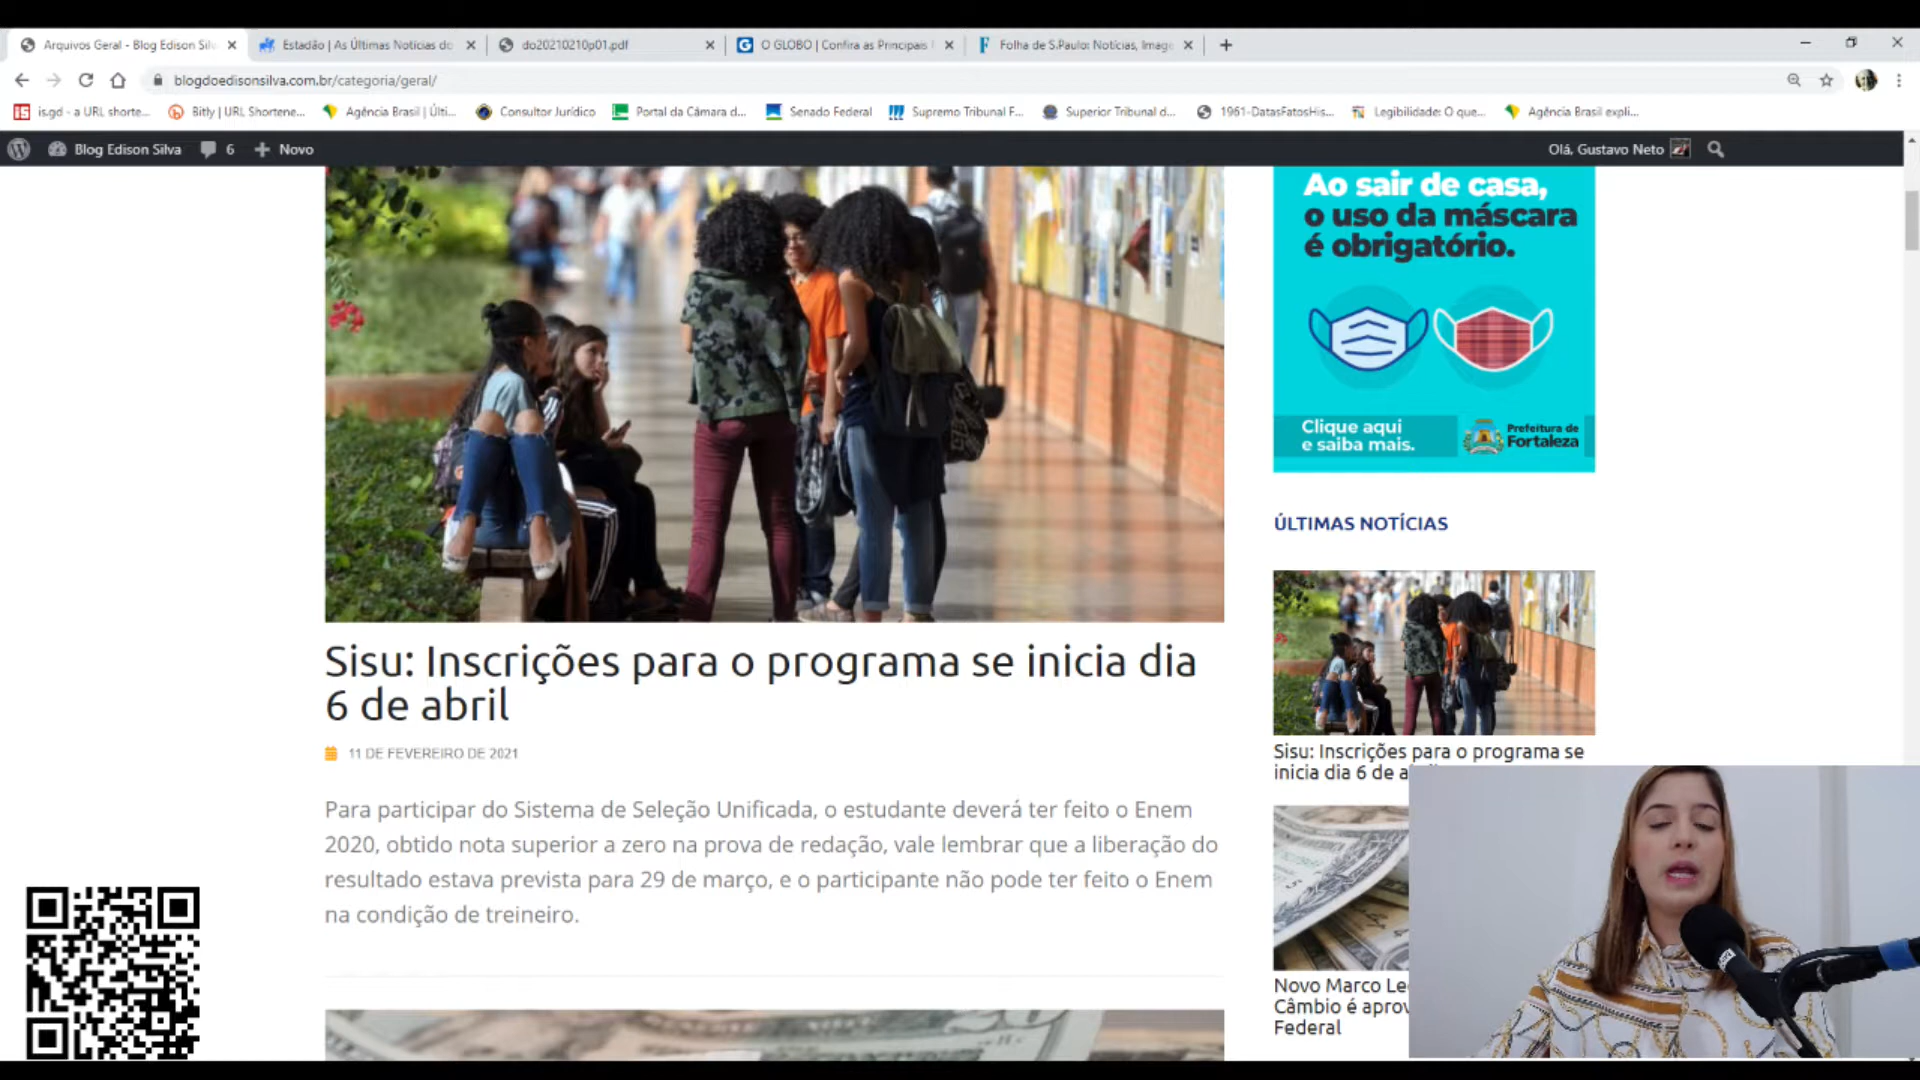 Arquivos Geral - Blog Edison Sil
Estadão | As Últimas Notícias do
do20210210p01.pdf
O GLOBO | Confira as Principais
Folha de S.Paulo: Notícias, Image
blogdoedisonsilva.com.br/categoria/geral/
is.gd - a URL shorte...
Bitly | URL Shortene...
Agência Brasil | Últi...
Consultor Jurídico
Portal da Câmara d...
Senado Federal
Supremo Tribunal F...
Superior Tribunal d...
1961-DatasFatosHis...
Legibilidade: O que...
Agência Brasil expli...
Blog Edison Silva
6
Novo
Olá, Gustavo Neto
Ao sair de casa,
o uso da máscara
é obrigatório.
Clique aqui
e saiba mais.
Prefeitura de
Fortaleza
ÚLTIMAS NOTÍCIAS
Sisu: Inscrições para o programa se
inicia dia 6 de
Novo Marco Le
Câmbio é apro
Federal
Sisu: Inscrições para o programa se inicia dia
6 de abril
11 DE FEVEREIRO DE 2021
Para participar do Sistema de Seleção Unificada, o estudante deverá ter feito o Enem
2020, obtido nota superior a zero na prova de redação, vale lembrar que a liberação do
resultado estava prevista para 29 de março, e o participante não pode ter feito o Enem
na condição de treineiro.